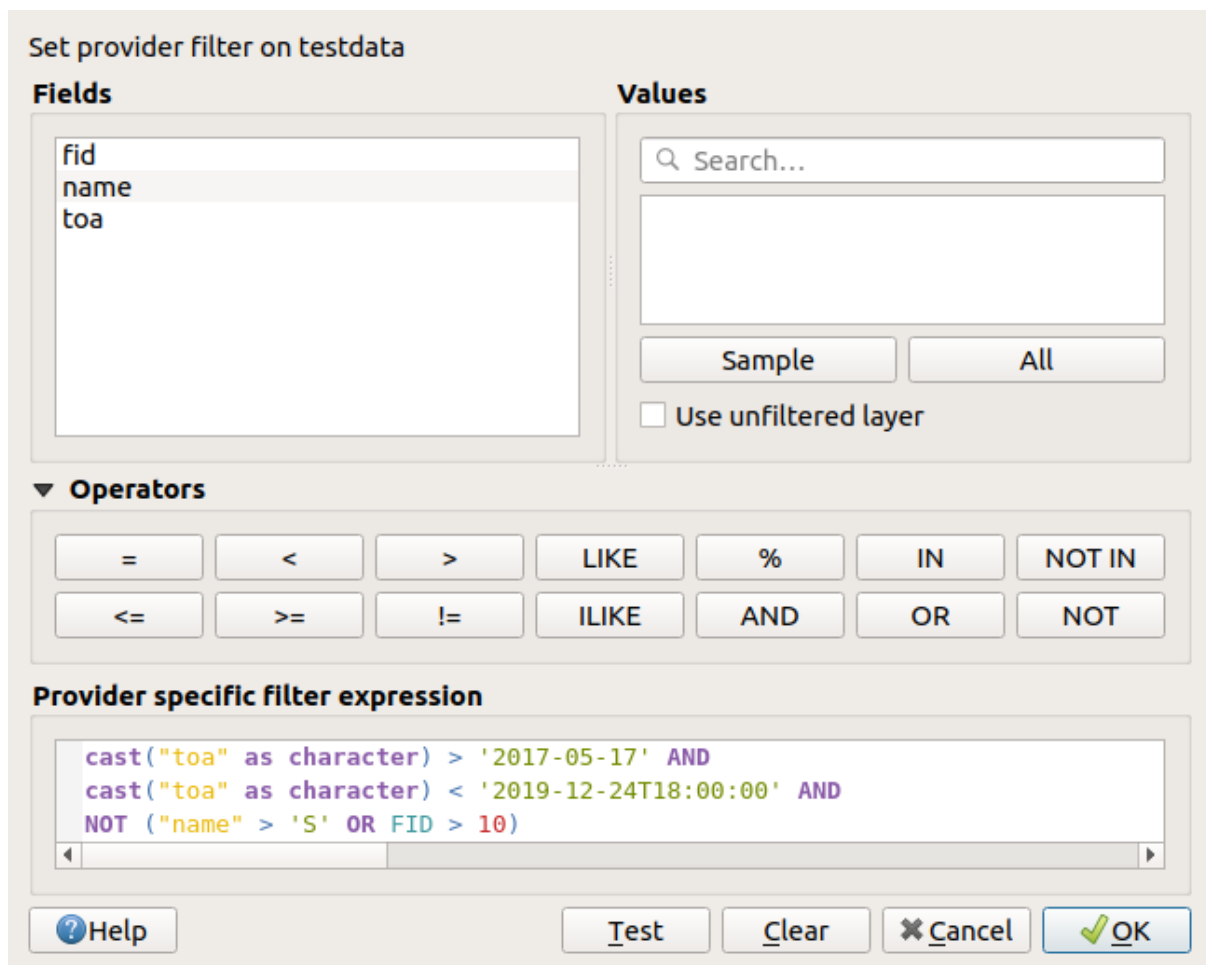 Set provider filter on testdata
Fields
Values
fid
name
toa
Search...
Sample
All
Use unfiltered layer
Operators
= < > LIKE % IN NOT IN
<= >= != ILIKE AND OR NOT
Provider specific filter expression
cast("toa" as character) > '2017-05-17' AND
cast("toa" as character) < '2019-12-24T18:00:00' AND
NOT ("name" > 'S' OR FID > 10)
Help Test Clear Cancel OK